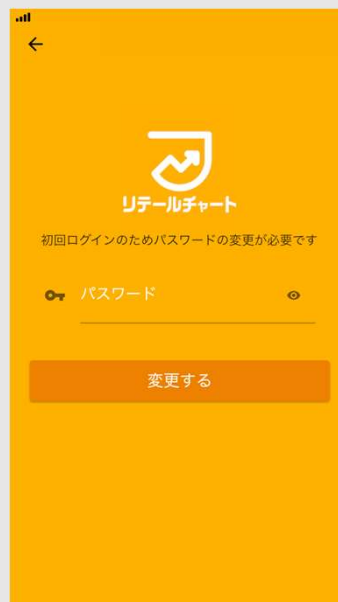 リテールチャート
初回ログインのためパスワードの変更が必要です
パスワード
変更する